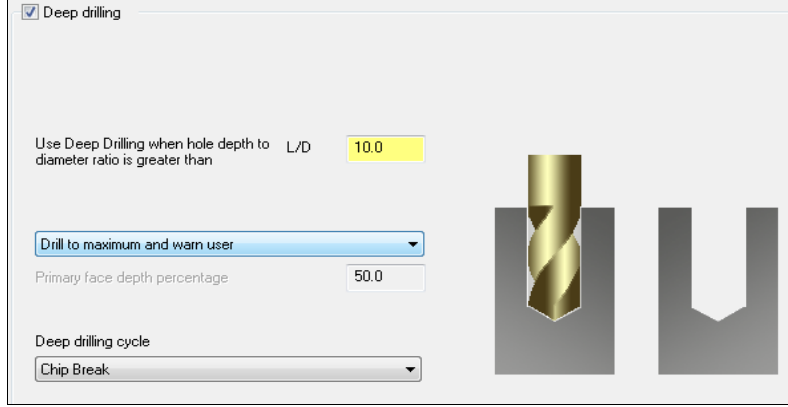 Deep drilling
Use Deep Drilling when hole depth to L/D 10.0
diameter ratio is greater than
Drill to maximum and warn user
Primary face depth percentage 50.0
Deep drilling cycle
Chip Break